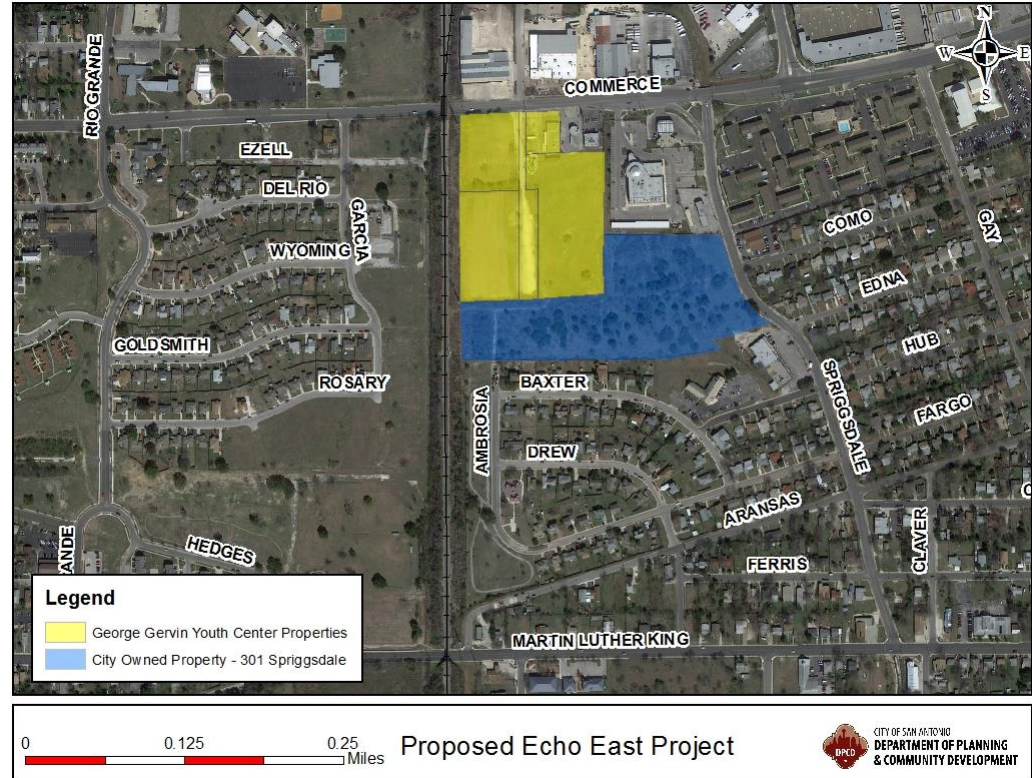 N
W E
S
COMMERCE
RIO GRANDE
EZELL
DEL RIO
GARCIA
WYOMING
COMO
GAY
EDNA
GOLDSMITH
HUB
ROSARY
BAXTER
SPRIGGSDALE
FARGO
AMBROSIA
DREW
ARANSAS
CLAVER
ANDE
HEDGES
FERRIS
MARTIN LUTHER KING
Legend
George Gervin Youth Center Properties
City Owned Property - 301 Spriggsdale
0 0.125 0.25
Miles
Proposed Echo East Project
DPCD
CITY OF SAN ANTONIO
DEPARTMENT OF PLANNING
& COMMUNITY DEVELOPMENT